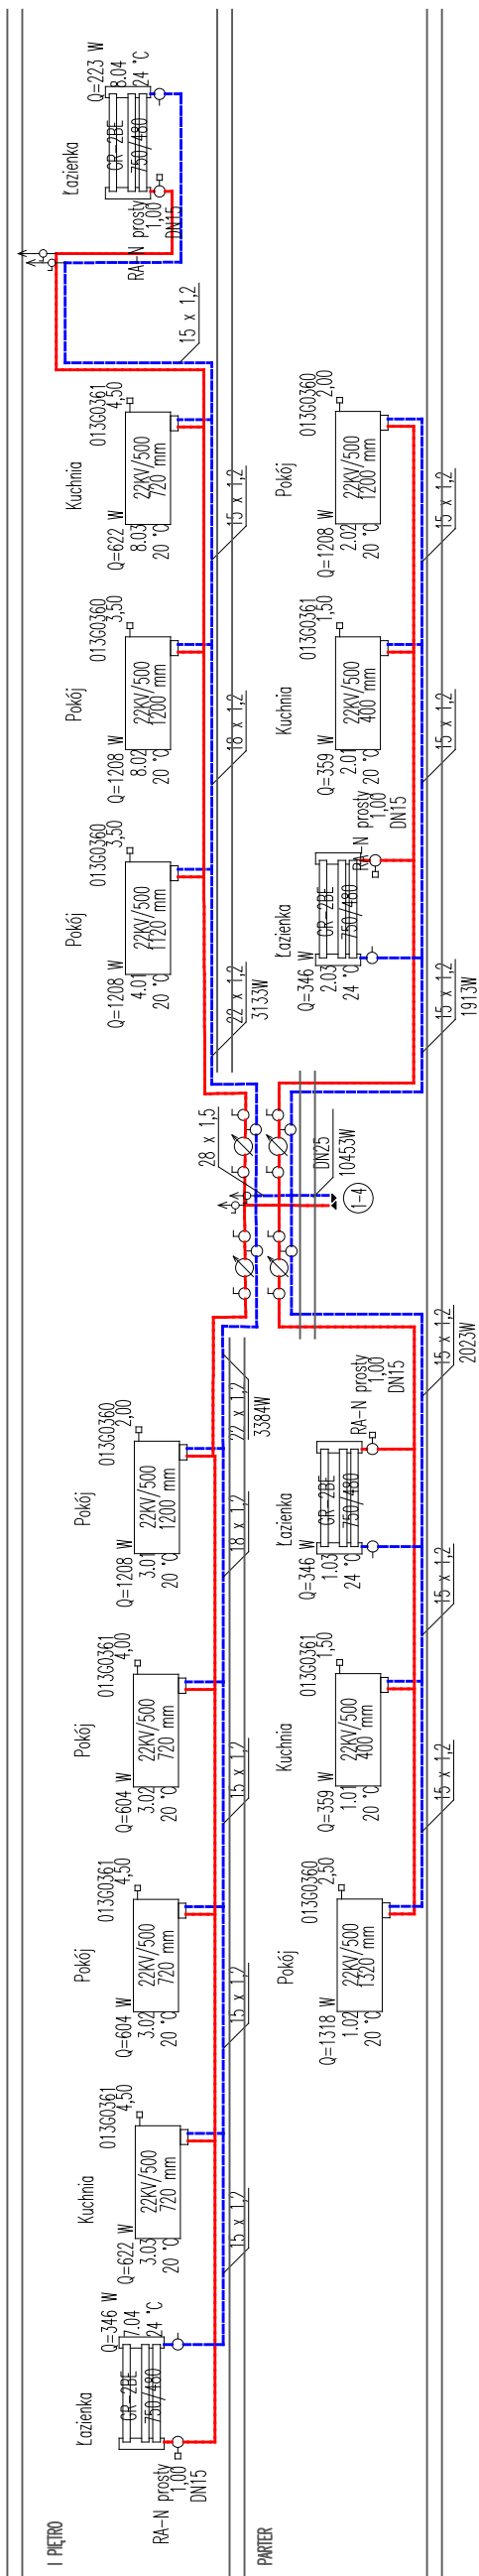 I PIĘTRO
Łazienka
Q=346 W
7.04
24 °C
GR-2BE
750/480
RA-N prosty
1,00
DN15
Kuchnia
Q=622 W
3.03
20 °C
22KV/500
720 mm
013G0361
4,50
15 x 1,2
Pokój
Q=604 W
3.02
20 °C
22KV/500
720 mm
013G0361
4,50
15 x 1,2
Pokój
Q=604 W
3.02
20 °C
22KV/500
720 mm
013G0361
4,00
15 x 1,2
Pokój
Q=1208 W
3.01
20 °C
22KV/500
1200 mm
013G0360
2,00
18 x 1,2
22 x 1,2
3384W
28 x 1,5
Pokój
Q=1208 W
4.01
20 °C
22KV/500
1120 mm
013G0360
3,50
22 x 1,2
3133W
Pokój
Q=1208 W
8.02
20 °C
22KV/500
1200 mm
013G0360
3,50
18 x 1,2
Kuchnia
Q=622 W
8.03
20 °C
22KV/500
720 mm
013G0361
4,50
15 x 1,2
15 x 1,2
Łazienka
Q=223 W
8.04
24 °C
GR-2BE
750/480
RA-N prosty
1,00
DN15
PARTER
Pokój
Q=1318 W
1.02
20 °C
22KV/500
1320 mm
013G0360
2,50
15 x 1,2
Kuchnia
Q=359 W
1.01
20 °C
22KV/500
400 mm
013G0361
1,50
15 x 1,2
Łazienka
Q=346 W
1.03
24 °C
GR-2BE
750/480
RA-N prosty
1,00
DN15
15 x 1,2
2023W
DN25
10453W
1-4
Łazienka
Q=346 W
2.03
24 °C
GR-2BE
750/480
RA-N prosty
1,00
DN15
15 x 1,2
1913W
Kuchnia
Q=359 W
2.01
20 °C
22KV/500
400 mm
013G0361
1,50
15 x 1,2
Pokój
Q=1208 W
2.02
20 °C
22KV/500
1200 mm
013G0360
2,00
15 x 1,2